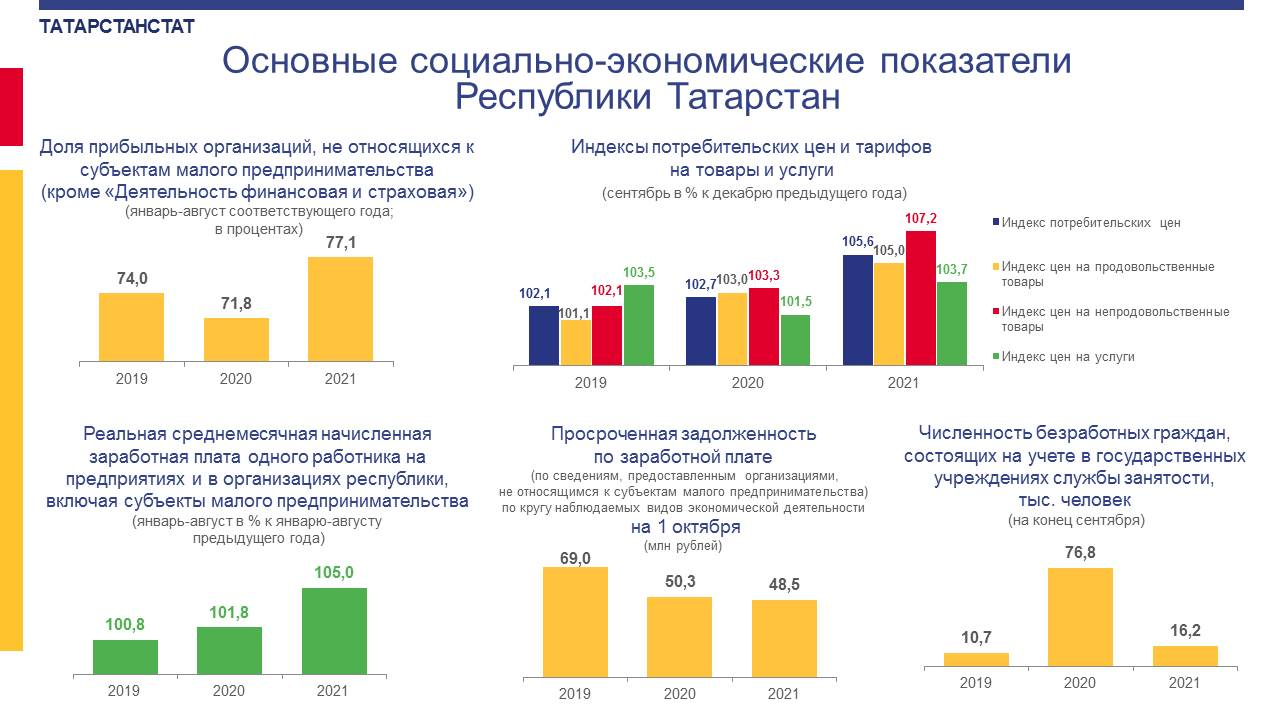 ТАТАРСТАНСТАТ
Основные социально-экономические показатели
Республики Татарстан
Доля прибыльных организаций, не относящихся к
субъектам малого предпринимательства
(кроме «Деятельность финансовая и страховая»)
(январь-август соответствующего года;
в процентах)
74,0
71,8
77,1
2019
2020
2021
Индексы потребительских цен и тарифов
на товары и услуги
(сентябрь в % к декабрю предыдущего года)
102,1
101,1
102,1
103,5
102,7
103,0
103,3
101,5
105,6
105,0
107,2
103,7
2019
2020
2021
Индекс потребительских цен
Индекс цен на продовольственные
товары
Индекс цен на непродовольственные
товары
Индекс цен на услуги
Реальная среднемесячная начисленная
заработная плата одного работника на
предприятиях и в организациях республики,
включая субъекты малого предпринимательства
(январь-август в % к январю-августу
предыдущего года)
100,8
101,8
105,0
2019
2020
2021
Просроченная задолженность
по заработной плате
(по сведениям, предоставленным организациями,
не относящимся к субъектам малого предпринимательства)
по кругу наблюдаемых видов экономической деятельности
на 1 октября
(млн рублей)
69,0
50,3
48,5
2019
2020
2021
Численность безработных граждан,
состоящих на учете в государственных
учреждениях службы занятости,
тыс. человек
(на конец сентября)
10,7
76,8
16,2
2019
2020
2021